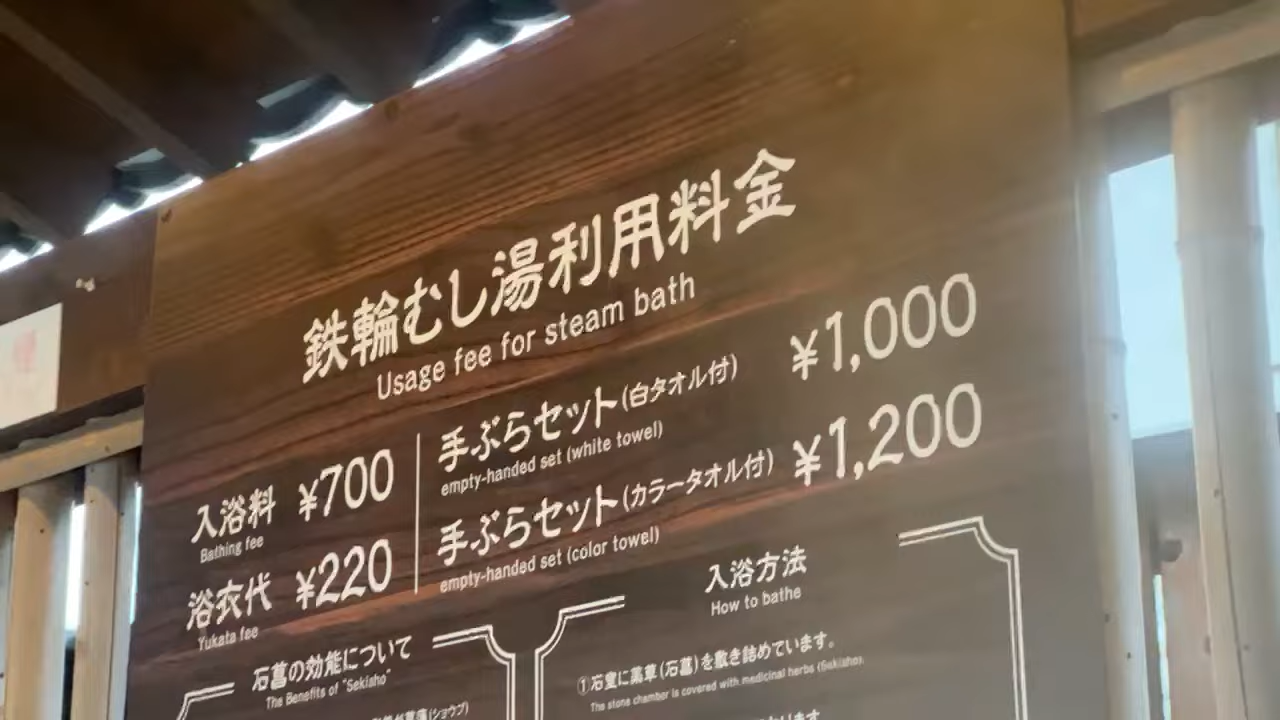 鉄輪むし湯利用料金
Usage fee for steam bath
入浴料 ¥700
Bathing fee
浴衣代 ¥220
Yukata fee
手ぶらセット(白タオル付) ¥1,000
empty-handed set (white towel)
手ぶらセット(カラータオル付) ¥1,200
empty-handed set (color towel)
石菖の効能について
The Benefits of "Sekisho"
(ショウブ)
入浴方法
How to bathe
①石室に薬草(石菖)を敷き詰めています。
The stone chamber is covered with medicinal herbs (Sekisho).